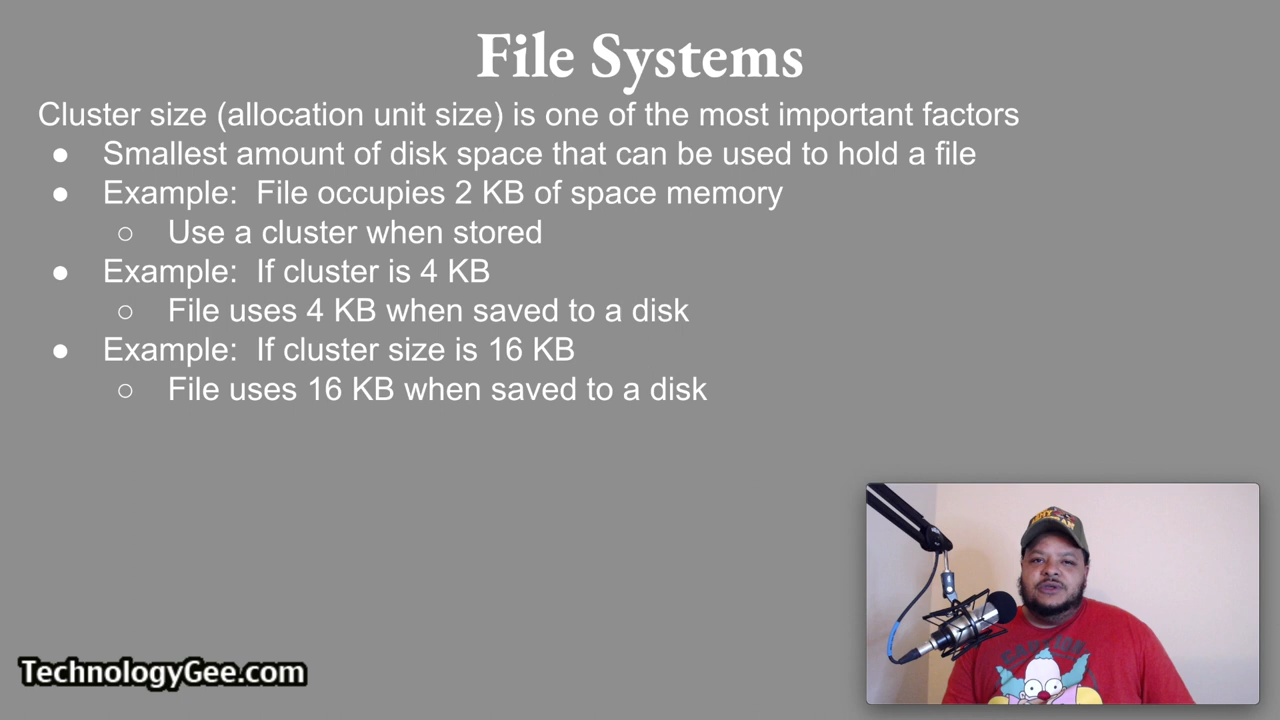 File Systems
Cluster size (allocation unit size) is one of the most important factors
● Smallest amount of disk space that can be used to hold a file
● Example:  File occupies 2 KB of space memory
○ Use a cluster when stored
● Example:  If cluster is 4 KB
○ File uses 4 KB when saved to a disk
● Example:  If cluster size is 16 KB
○ File uses 16 KB when saved to a disk
TechnologyGee.com